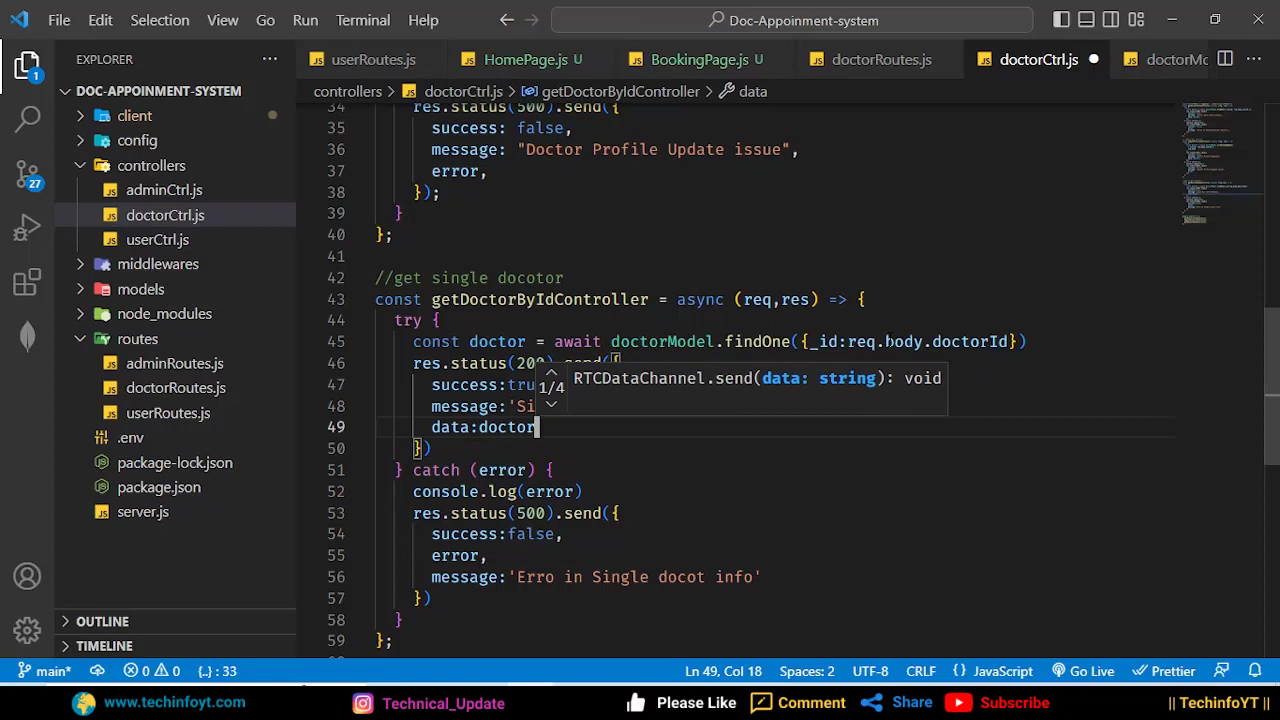 File Edit Selection View Go Run Terminal Help
Doc-Appoinment-system
EXPLORER
userRoutes.js
HomePage.js U
BookingPage.js U
doctorRoutes.js
doctorCtrl.js
doctorMo
DOC-APPOINMENT-SYSTEM
client
config
controllers
adminCtrl.js
doctorCtrl.js
userCtrl.js
middlewares
models
node_modules
routes
adminRoutes.js
doctorRoutes.js
userRoutes.js
.env
package-lock.json
package.json
server.js
OUTLINE
TIMELINE
1
27
controllers > doctorCtrl.js > getDoctorByIdController > data
34 res.status(500).send({
35 success: false,
36 message: "Doctor Profile Update issue",
37 error,
38 });
39 }
40 };
41
42 //get single docotor
43 const getDoctorByIdController = async (req,res) => {
44 try {
45 const doctor = await doctorModel.findOne({_id:req.body.doctorId})
46 res.status(200).send({
47 success:tru
48 message:'Si
49 data:doctor
50 })
51 } catch (error) {
52 console.log(error)
53 res.status(500).send({
54 success:false,
55 error,
56 message:'Erro in Single docot info'
57 })
58 }
59 };
1/4 RTCDataChannel.send(data: string): void
main* 0 0 {..} : 33 Ln 49, Col 18 Spaces: 2 UTF-8 CRLF {} JavaScript Go Live Prettier
www.techinfoyt.com Technical_Update Please Like Comment Share Subscribe || TechinfoYT ||